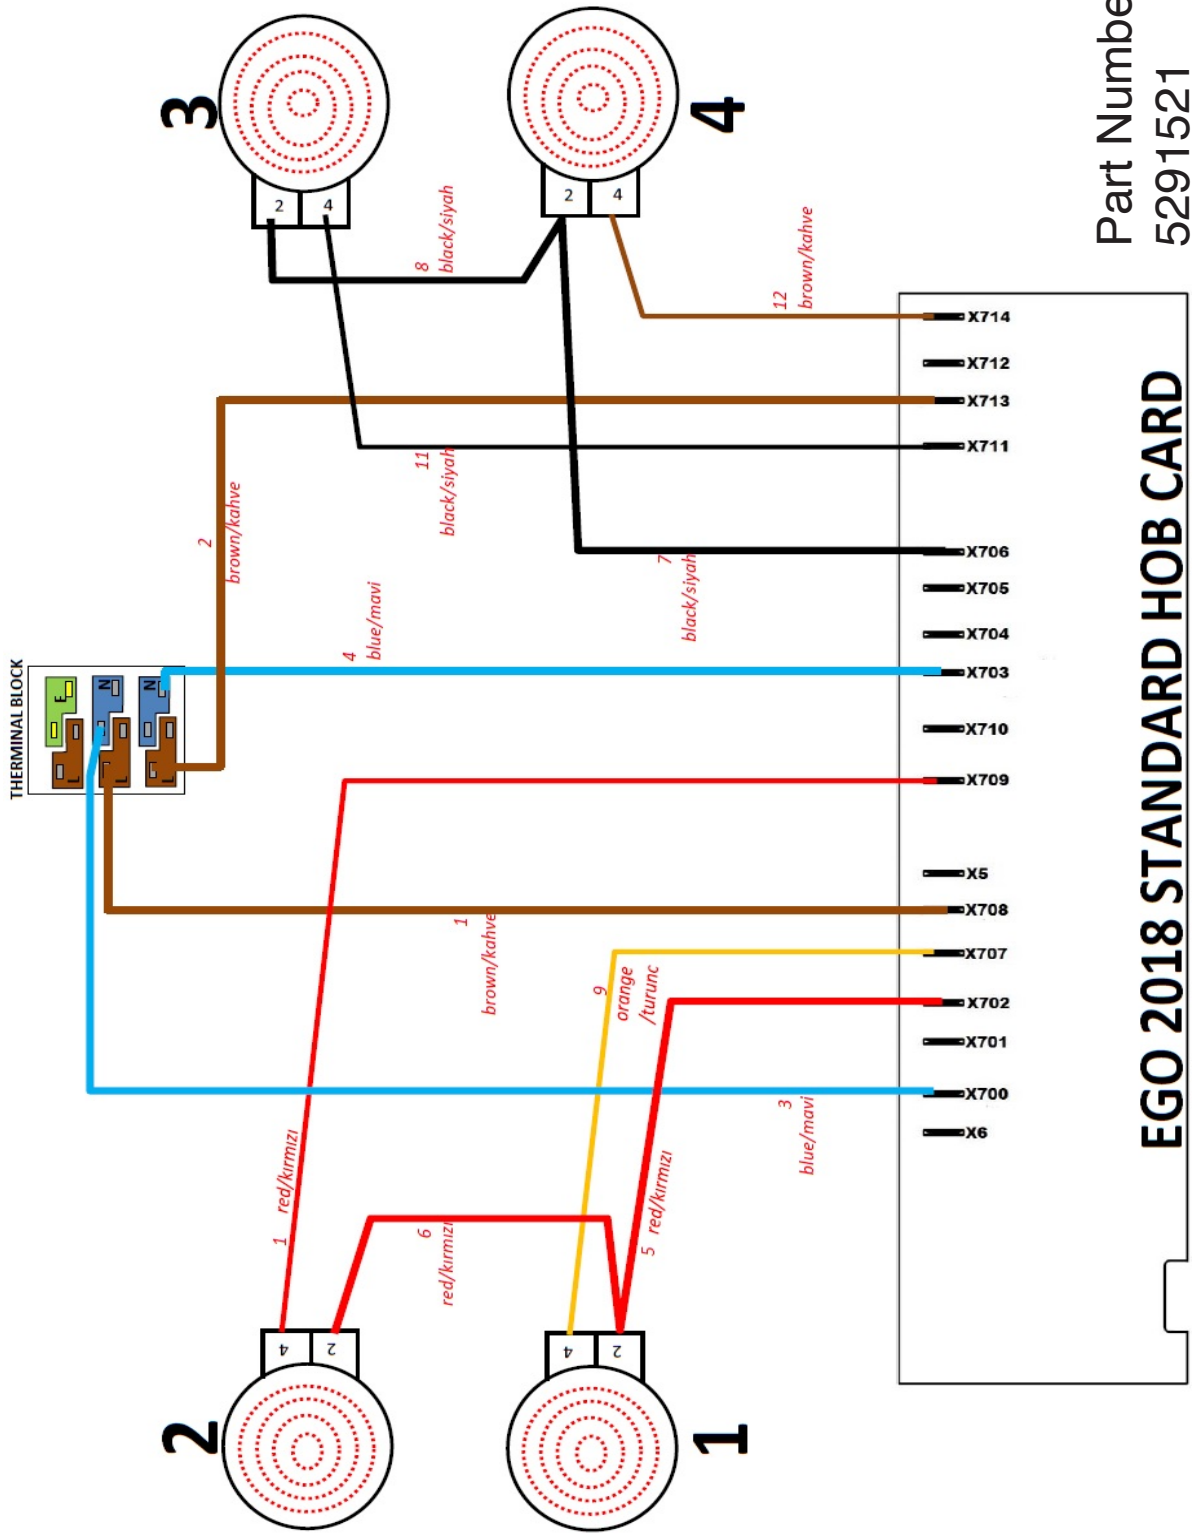 Part Numbe
5291521
EGO 2018 STANDARD HOB CARD
THERMINAL BLOCK
E
N
N
L
L
L
3
2
4
4
2
4
2
4
2
1
4
2
8
black/siyah
12
brown/kahve
11
black/siyah
2
brown/kahve
7
black/siyah
4
blue/mavi
1
brown/kahve
9
orange
/turunc
3
blue/mavi
1 red/kırmızı
6
red/kırmızı
5 red/kırmızı
X714
X712
X713
X711
X706
X705
X704
X703
X710
X709
X5
X708
X707
X702
X701
X700
X6